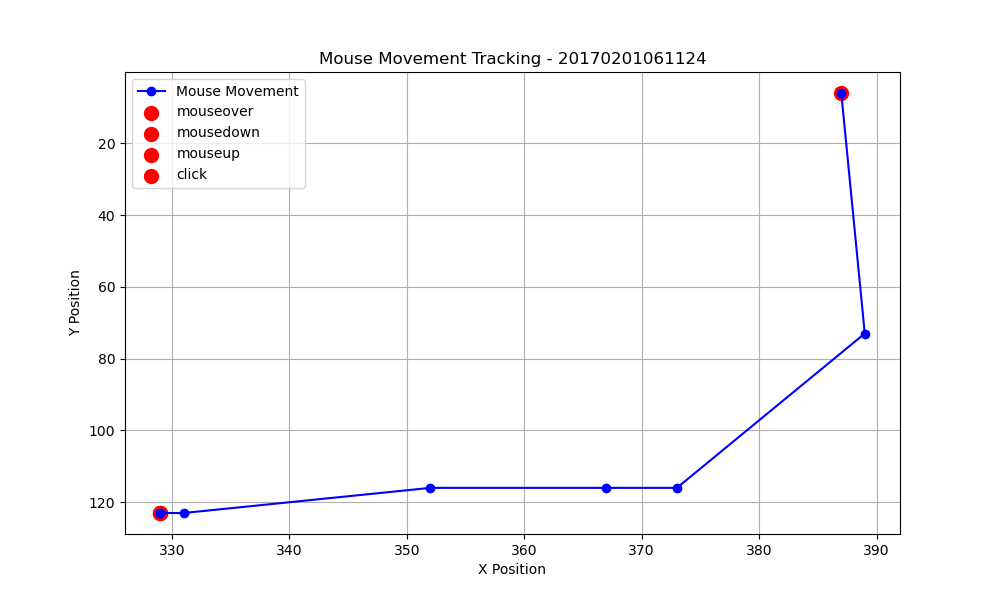 Mouse Movement Tracking - 20170201061124
Mouse Movement
mouseover
mousedown
mouseup
click
20
40
60
80
100
120
Y Position
330 340 350 360 370 380 390
X Position